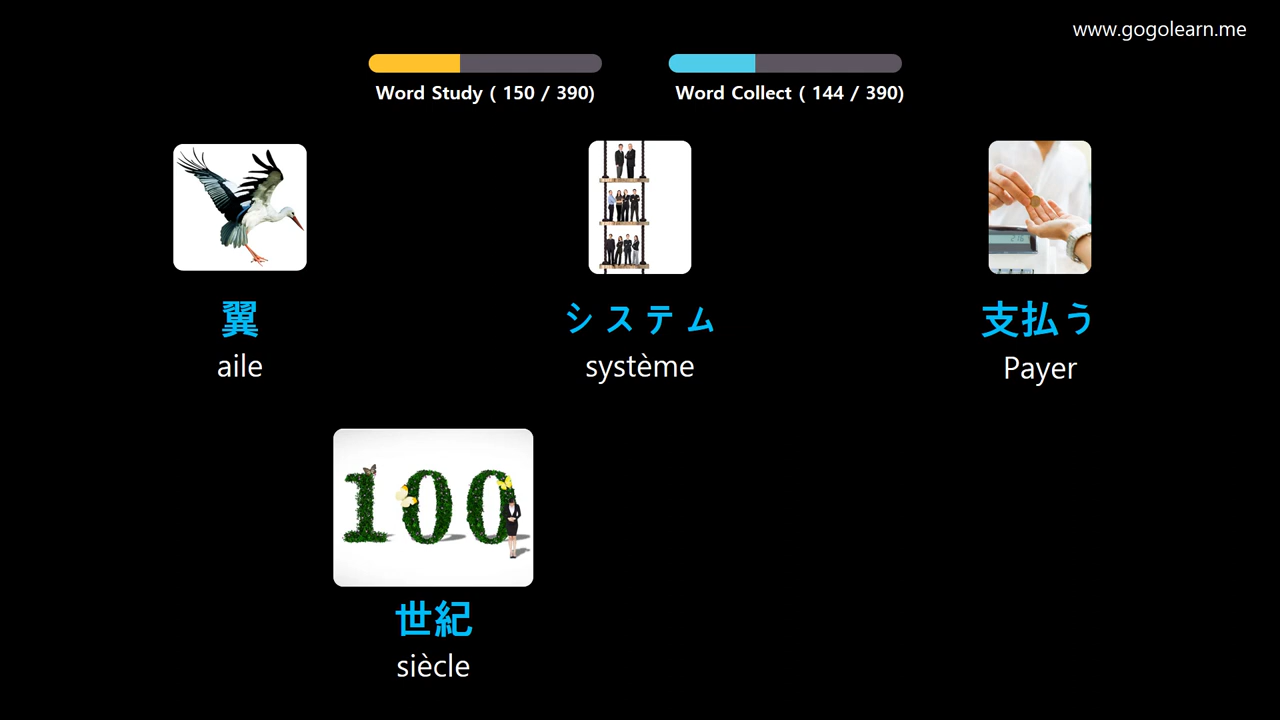 www.gogolearn.me
Word Study ( 150 / 390)
Word Collect ( 144 / 390)
翼
aile
システム
système
支払う
Payer
100
世紀
siècle